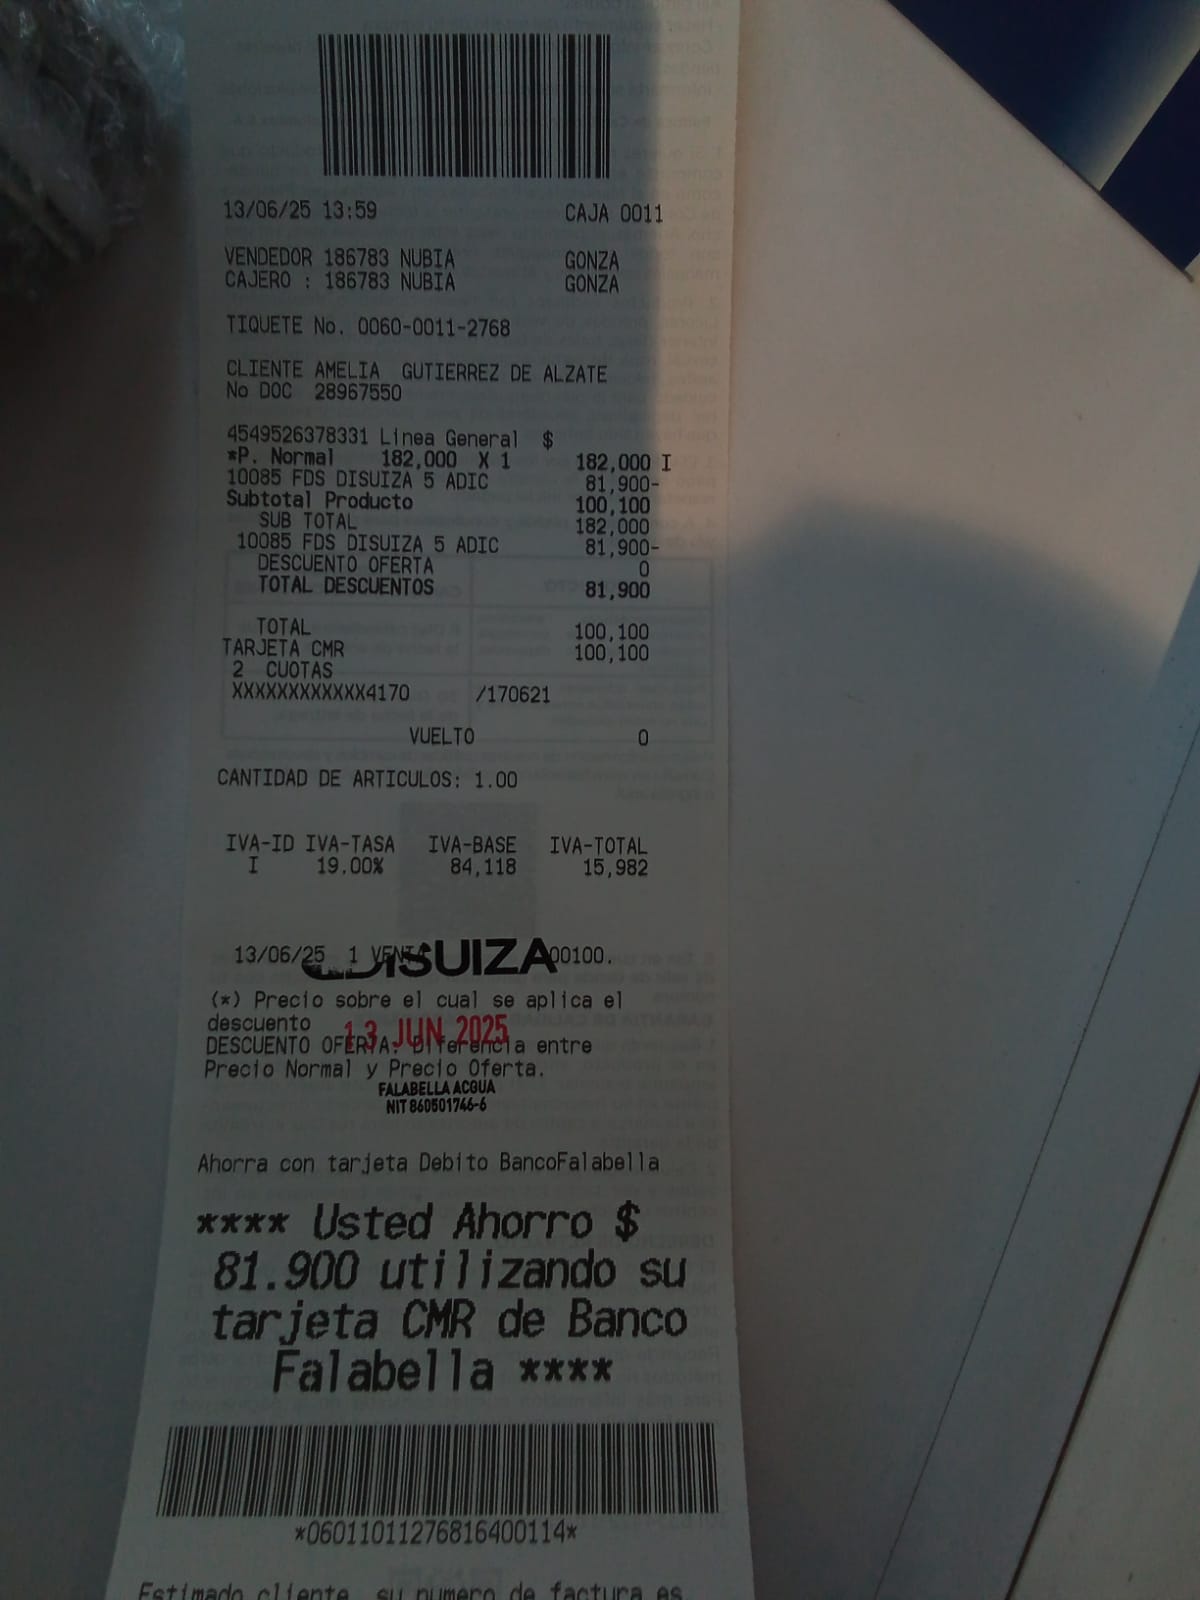 13/06/25 13:59 CAJA 0011
VENDEDOR 186783 NUBIA GONZA
CAJERO : 186783 NUBIA GONZA
TIQUETE No. 0060-0011-2768
CLIENTE AMELIA GUTIERREZ DE ALZATE
No DOC 28967550
4549526378331 Linea General $
*P. Normal 182,000 X 1 182,000 I
10085 FDS DISUIZA 5 ADIC 81,900-
Subtotal Producto 100,100
SUB TOTAL 182,000
10085 FDS DISUIZA 5 ADIC 81,900-
DESCUENTO OFERTA 0
TOTAL DESCUENTOS 81,900
TOTAL 100,100
TARJETA CMR 100,100
2 CUOTAS
XXXXXXXXXXXX4170 /170621
VUELTO 0
CANTIDAD DE ARTICULOS: 1.00
IVA-ID IVA-TASA IVA-BASE IVA-TOTAL
I 19.00% 84,118 15,982
13/06/25 1 00100.
DISUIZA
(*) Precio sobre el cual se aplica el
descuento
13 JUN 2025
DESCUENTO OFERTA: Diferencia entre
Precio Normal y Precio Oferta.
FALABELLA ACQUA
NIT 860501746-6
Ahorra con tarjeta Debito BancoFalabella
**** Usted Ahorro $
81.900 utilizando su
tarjeta CMR de Banco
Falabella ****
*06011011276816400114*
Estimado cliente, su numero de factura es